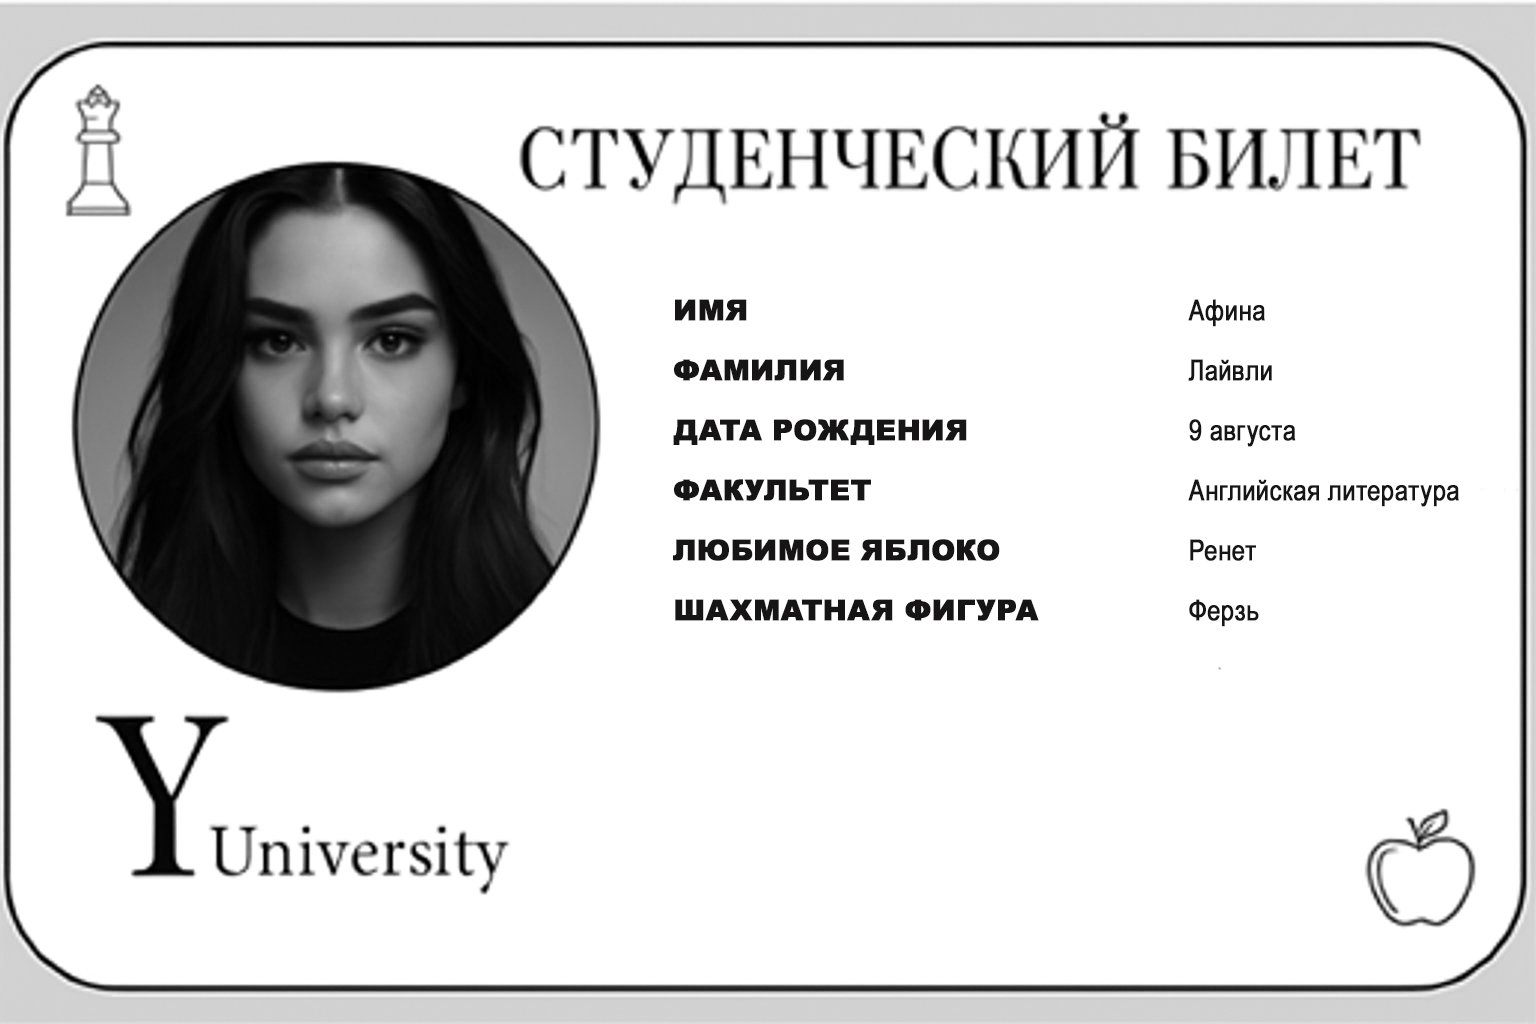 СТУДЕНЧЕСКИЙ БИЛЕТ
ИМЯ Афина
ФАМИЛИЯ Лайвли
ДАТА РОЖДЕНИЯ 9 августа
ФАКУЛЬТЕТ Английская литература
ЛЮБИМОЕ ЯБЛОКО Ренет
ШАХМАТНАЯ ФИГУРА Ферзь
Y University